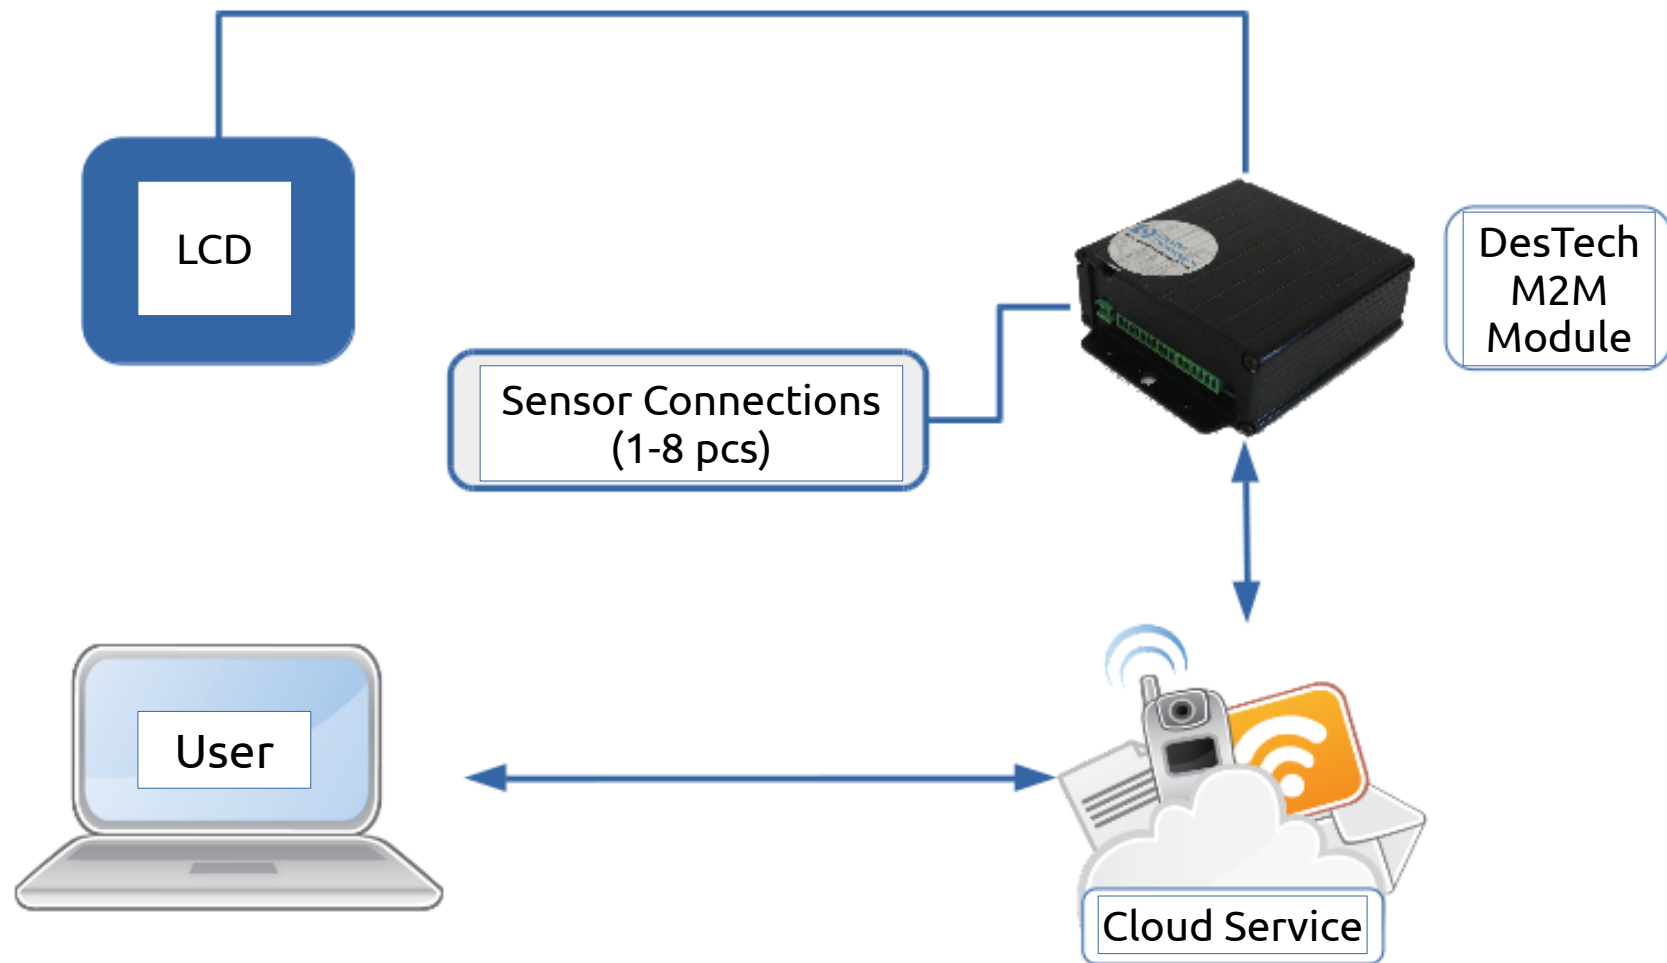 LCD
DesTech
M2M
Module
Sensor Connections
(1-8 pcs)
User
Cloud Service